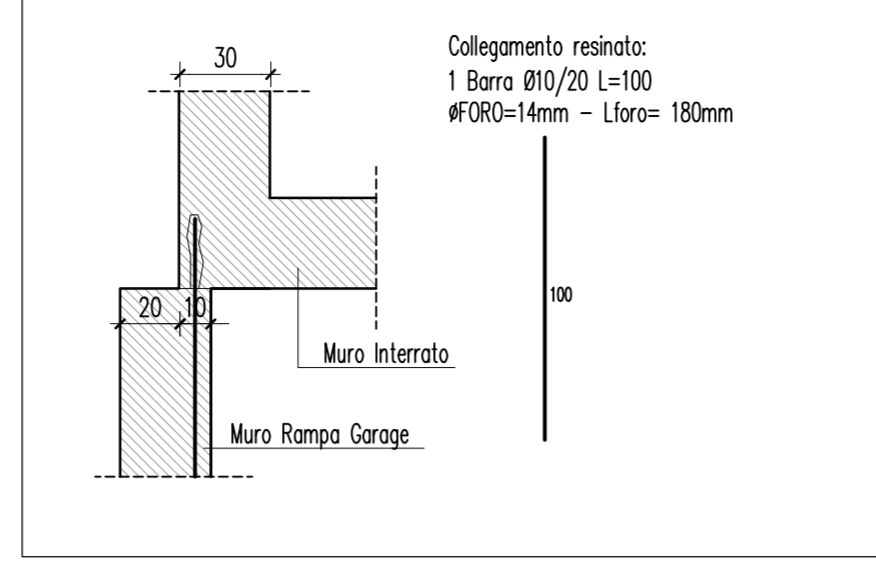 30
Collegamento resinato:
1 Barra Ø10/20 L=100
øFORO=14mm - Lforo= 180mm
20
10
100
Muro Interrato
Muro Rampa Garage